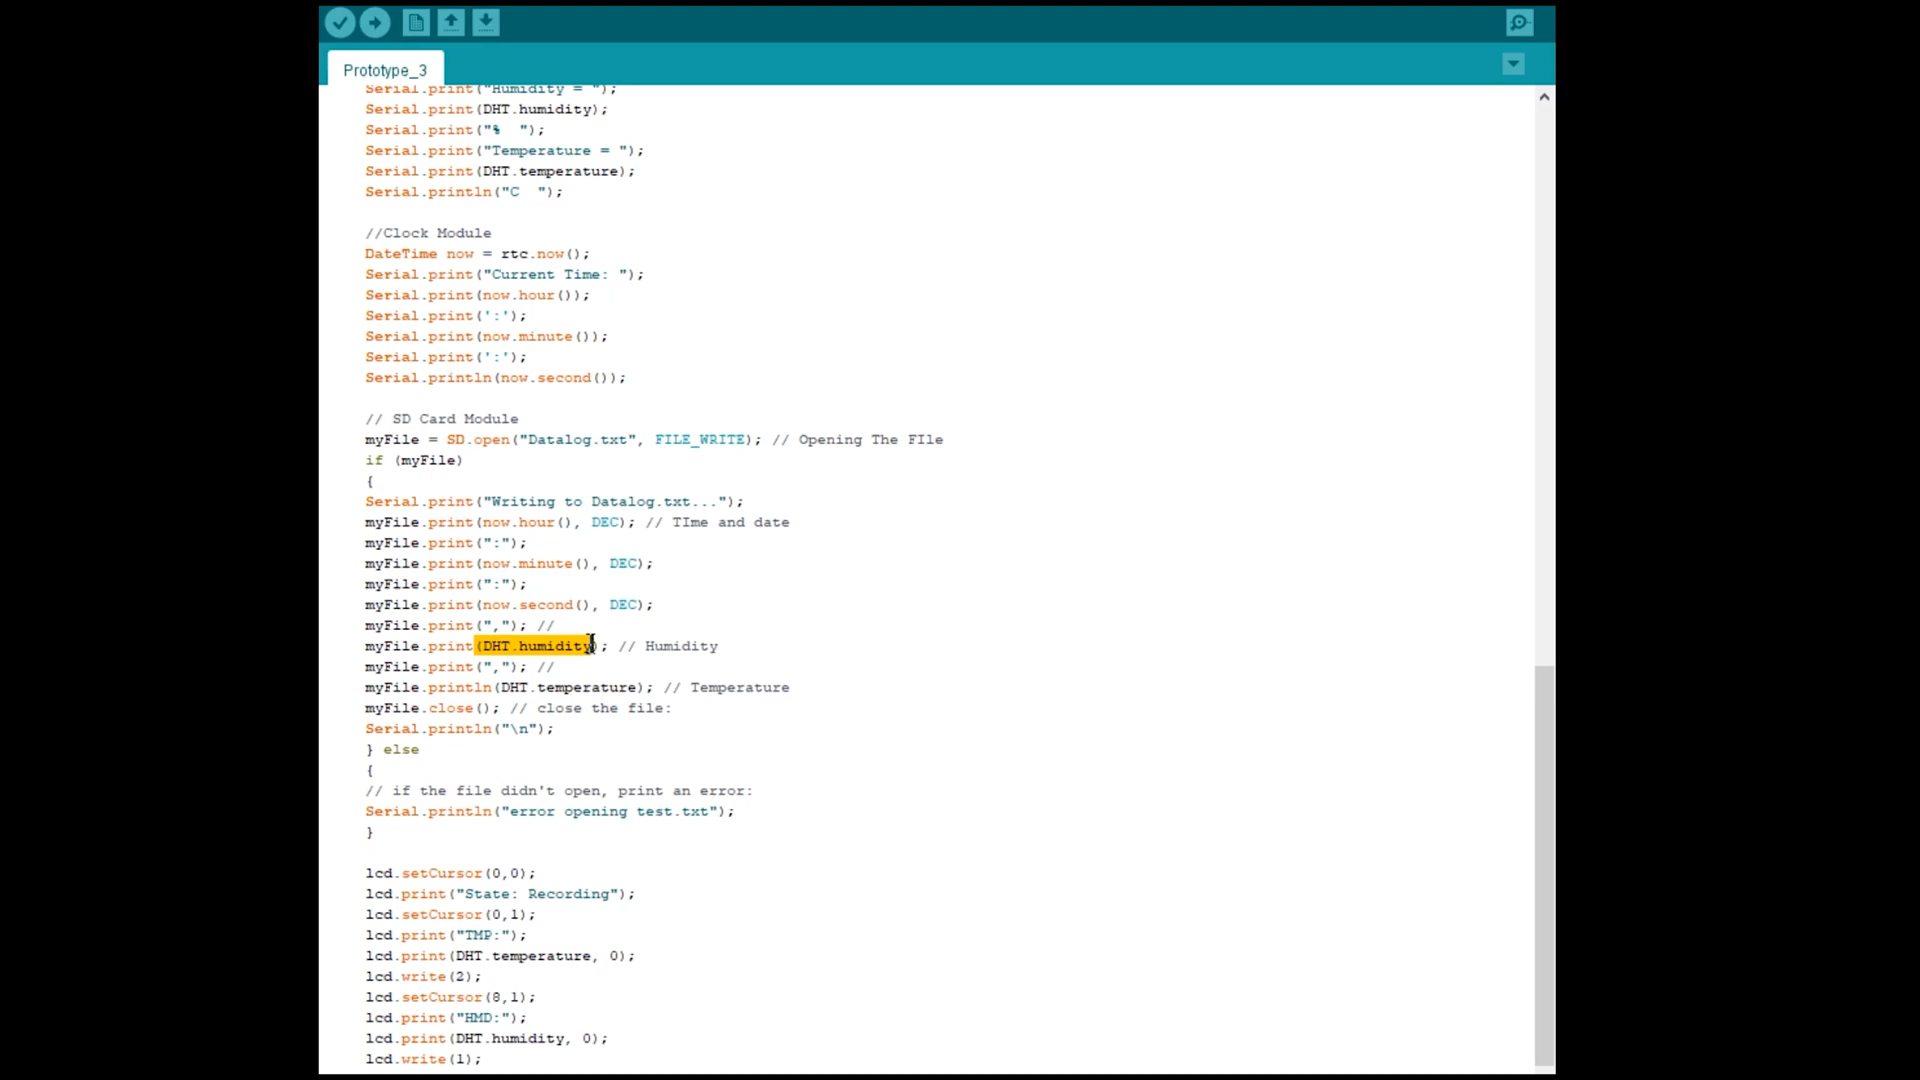 Prototype_3
Serial.print("Humidity = ");
Serial.print(DHT.humidity);
Serial.print("%  ");
Serial.print("Temperature = ");
Serial.print(DHT.temperature);
Serial.println("C  ");
//Clock Module
DateTime now = rtc.now();
Serial.print("Current Time: ");
Serial.print(now.hour());
Serial.print(':');
Serial.print(now.minute());
Serial.print(':');
Serial.println(now.second());
// SD Card Module
myFile = SD.open("Datalog.txt", FILE_WRITE); // Opening The FIle
if (myFile)
{
Serial.print("Writing to Datalog.txt...");
myFile.print(now.hour(), DEC); // TIme and date
myFile.print(":");
myFile.print(now.minute(), DEC);
myFile.print(":");
myFile.print(now.second(), DEC);
myFile.print(","); //
myFile.print(DHT.humidity); // Humidity
myFile.print(","); //
myFile.println(DHT.temperature); // Temperature
myFile.close(); // close the file:
Serial.println("\n");
} else
{
// if the file didn't open, print an error:
Serial.println("error opening test.txt");
}
lcd.setCursor(0,0);
lcd.print("State: Recording");
lcd.setCursor(0,1);
lcd.print("TMP:");
lcd.print(DHT.temperature, 0);
lcd.write(2);
lcd.setCursor(8,1);
lcd.print("HMD:");
lcd.print(DHT.humidity, 0);
lcd.write(1);